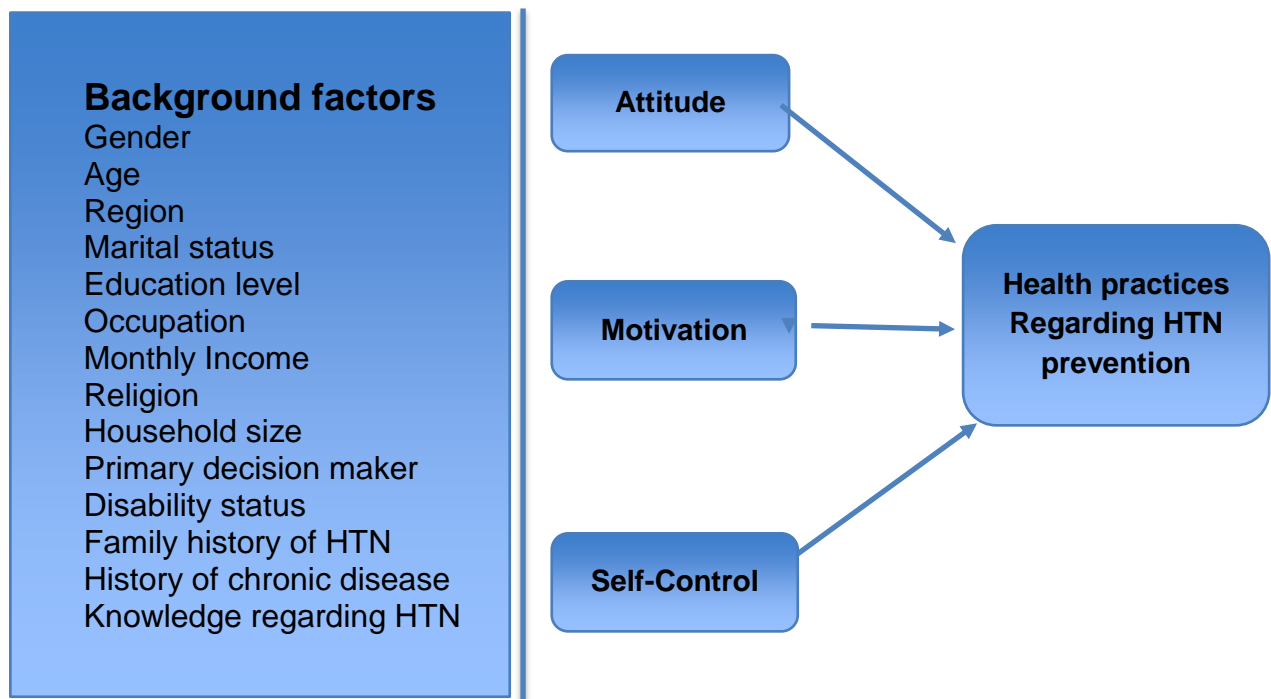 Background factors
Gender
Age
Region
Marital status
Education level
Occupation
Monthly Income
Religion
Household size
Primary decision maker
Disability status
Family history of HTN
History of chronic disease
Knowledge regarding HTN
Attitude
Motivation
Self-Control
Health practices
Regarding HTN
prevention